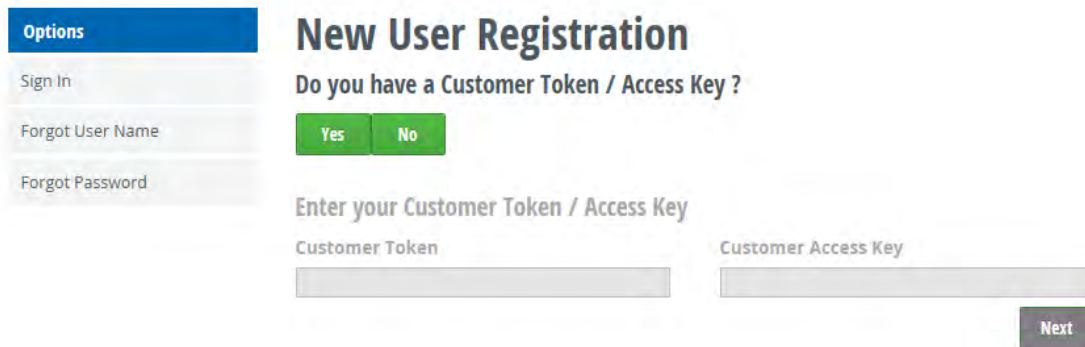 Options
Sign In
Forgot User Name
Forgot Password
New User Registration
Do you have a Customer Token / Access Key ?
Yes No
Enter your Customer Token / Access Key
Customer Token Customer Access Key
Next